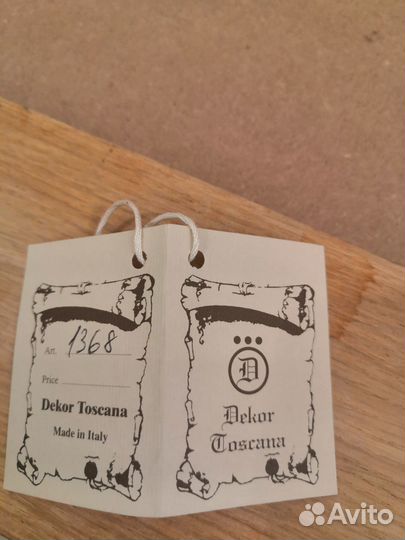 Art. 1368
Price
Dekor Toscana
Made in Italy
D
Dekor
Toscana
Avito